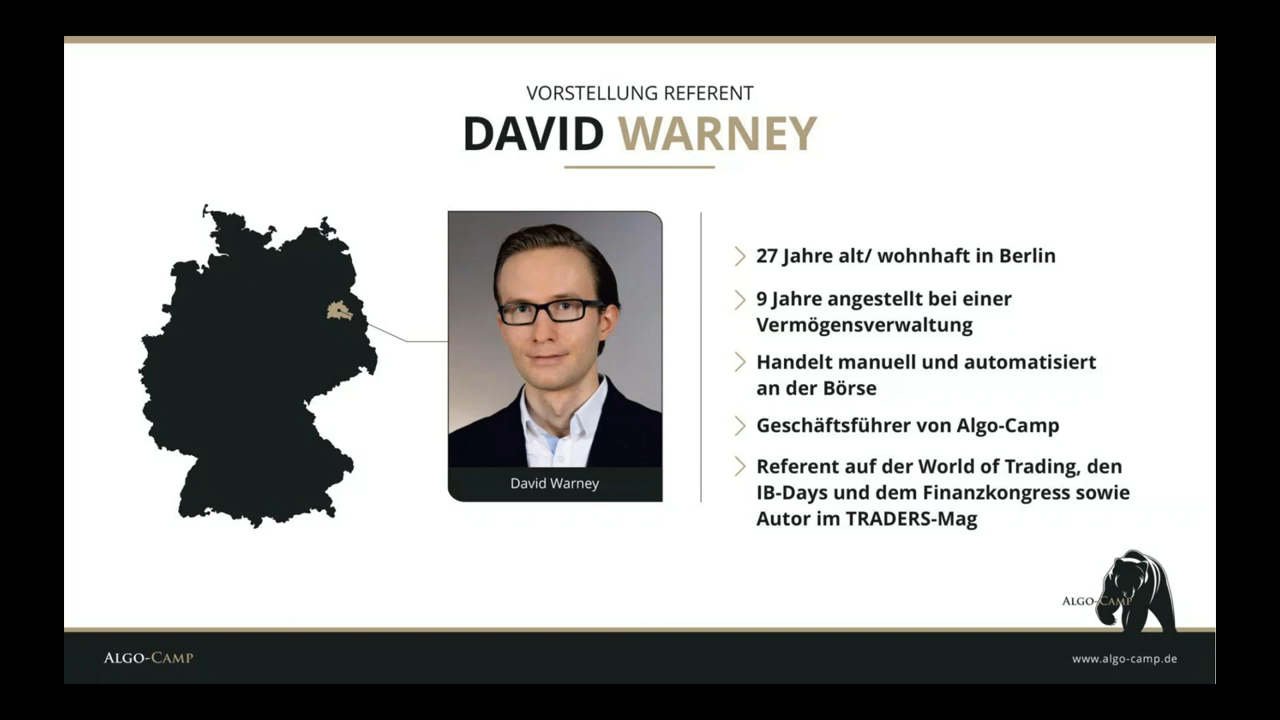 VORSTELLUNG REFERENT
DAVID WARNEY
David Warney
27 Jahre alt/ wohnhaft in Berlin
9 Jahre angestellt bei einer
Vermögensverwaltung
Handelt manuell und automatisiert
an der Börse
Geschäftsführer von Algo-Camp
Referent auf der World of Trading, den
IB-Days und dem Finanzkongress sowie
Autor im TRADERS-Mag
ALGO-CAMP
ALGO-CAMP
www.algo-camp.de